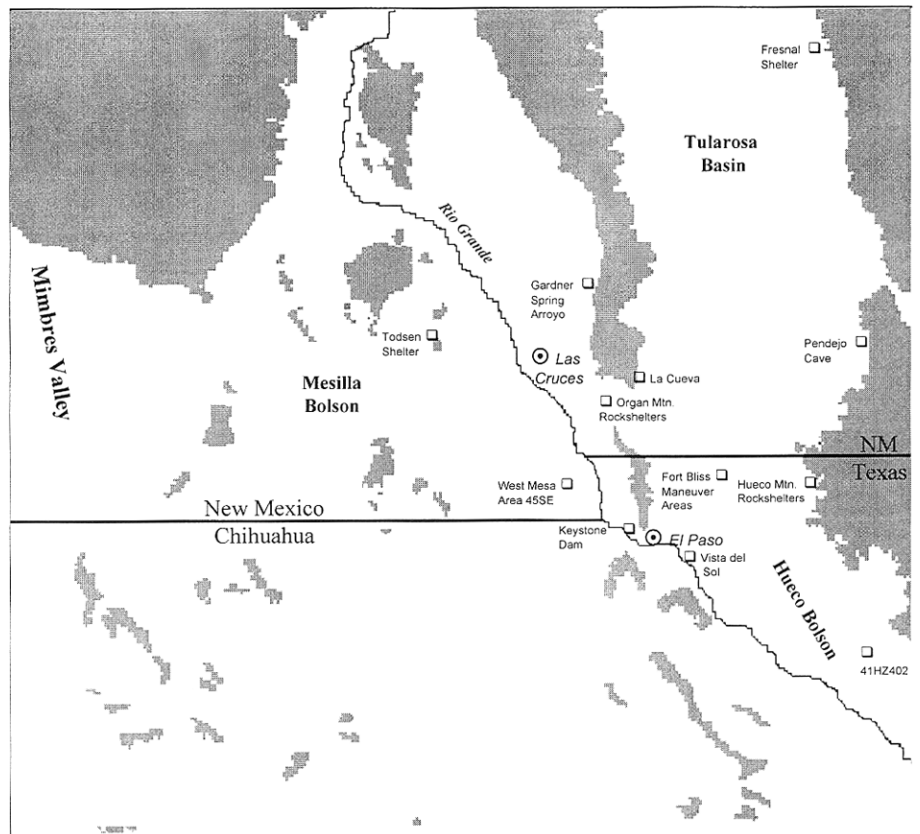 Fresnal
Shelter
Tularosa
Basin
Rio Grande
Mimbres Valley
Gardner
Spring
Arroyo
Todsen
Shelter
Pendejo
Cave
Las
Cruces
Mesilla
Bolson
La Cueva
Organ Mtn.
Rockshelters
NM
Texas
West Mesa
Area 45SE
Fort Bliss
Maneuver
Areas
Hueco Mtn.
Rockshelters
New Mexico
Chihuahua
Keystone
Dam
El Paso
Vista del
Sol
Hueco Bolson
41HZ402